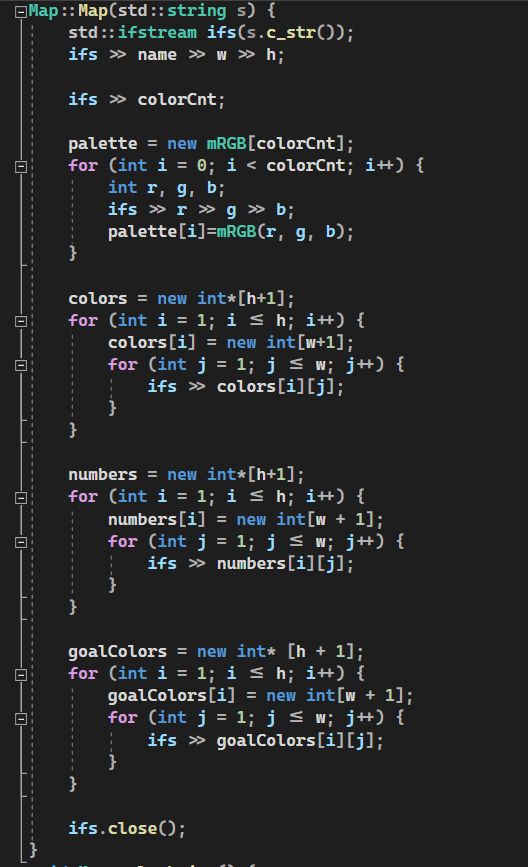 Map::Map(std::string s) {
    std::ifstream ifs(s.c_str());
    ifs >> name >> w >> h;

    ifs >> colorCnt;

    palette = new mRGB[colorCnt];
    for (int i = 0; i < colorCnt; i++) {
        int r, g, b;
        ifs >> r >> g >> b;
        palette[i]=mRGB(r, g, b);
    }

    colors = new int*[h+1];
    for (int i = 1; i <= h; i++) {
        colors[i] = new int[w+1];
        for (int j = 1; j <= w; j++) {
            ifs >> colors[i][j];
        }
    }

    numbers = new int*[h+1];
    for (int i = 1; i <= h; i++) {
        numbers[i] = new int[w + 1];
        for (int j = 1; j <= w; j++) {
            ifs >> numbers[i][j];
        }
    }

    goalColors = new int* [h + 1];
    for (int i = 1; i <= h; i++) {
        goalColors[i] = new int[w + 1];
        for (int j = 1; j <= w; j++) {
            ifs >> goalColors[i][j];
        }
    }

    ifs.close();
}